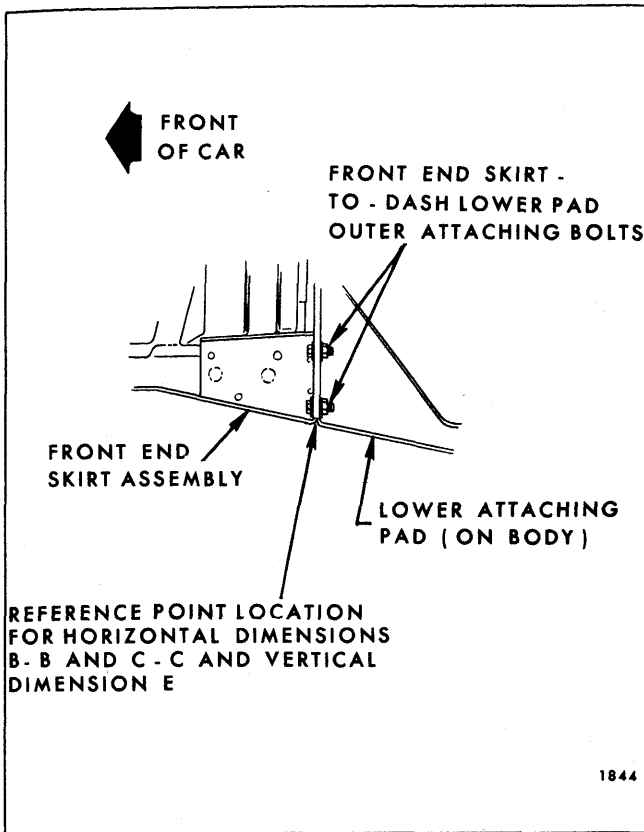 FRONT
OF CAR
FRONT END SKIRT -
TO - DASH LOWER PAD
OUTER ATTACHING BOLTS
FRONT END
SKIRT ASSEMBLY
LOWER ATTACHING
PAD ( ON BODY )
REFERENCE POINT LOCATION
FOR HORIZONTAL DIMENSIONS
B - B AND C - C AND VERTICAL
DIMENSION E
1844